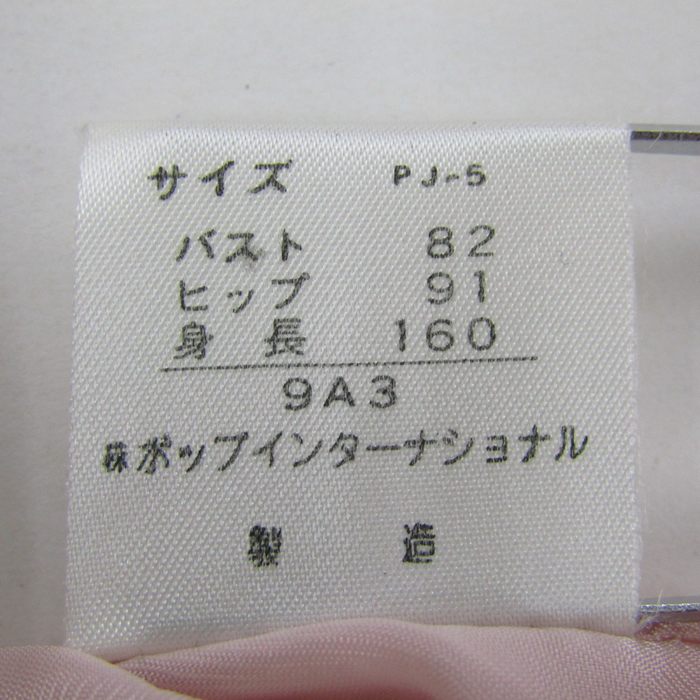 サイズ PJ-5
バスト 82
ヒップ 91
身長 160
9A3
㈱ポップインターナショナル
製造